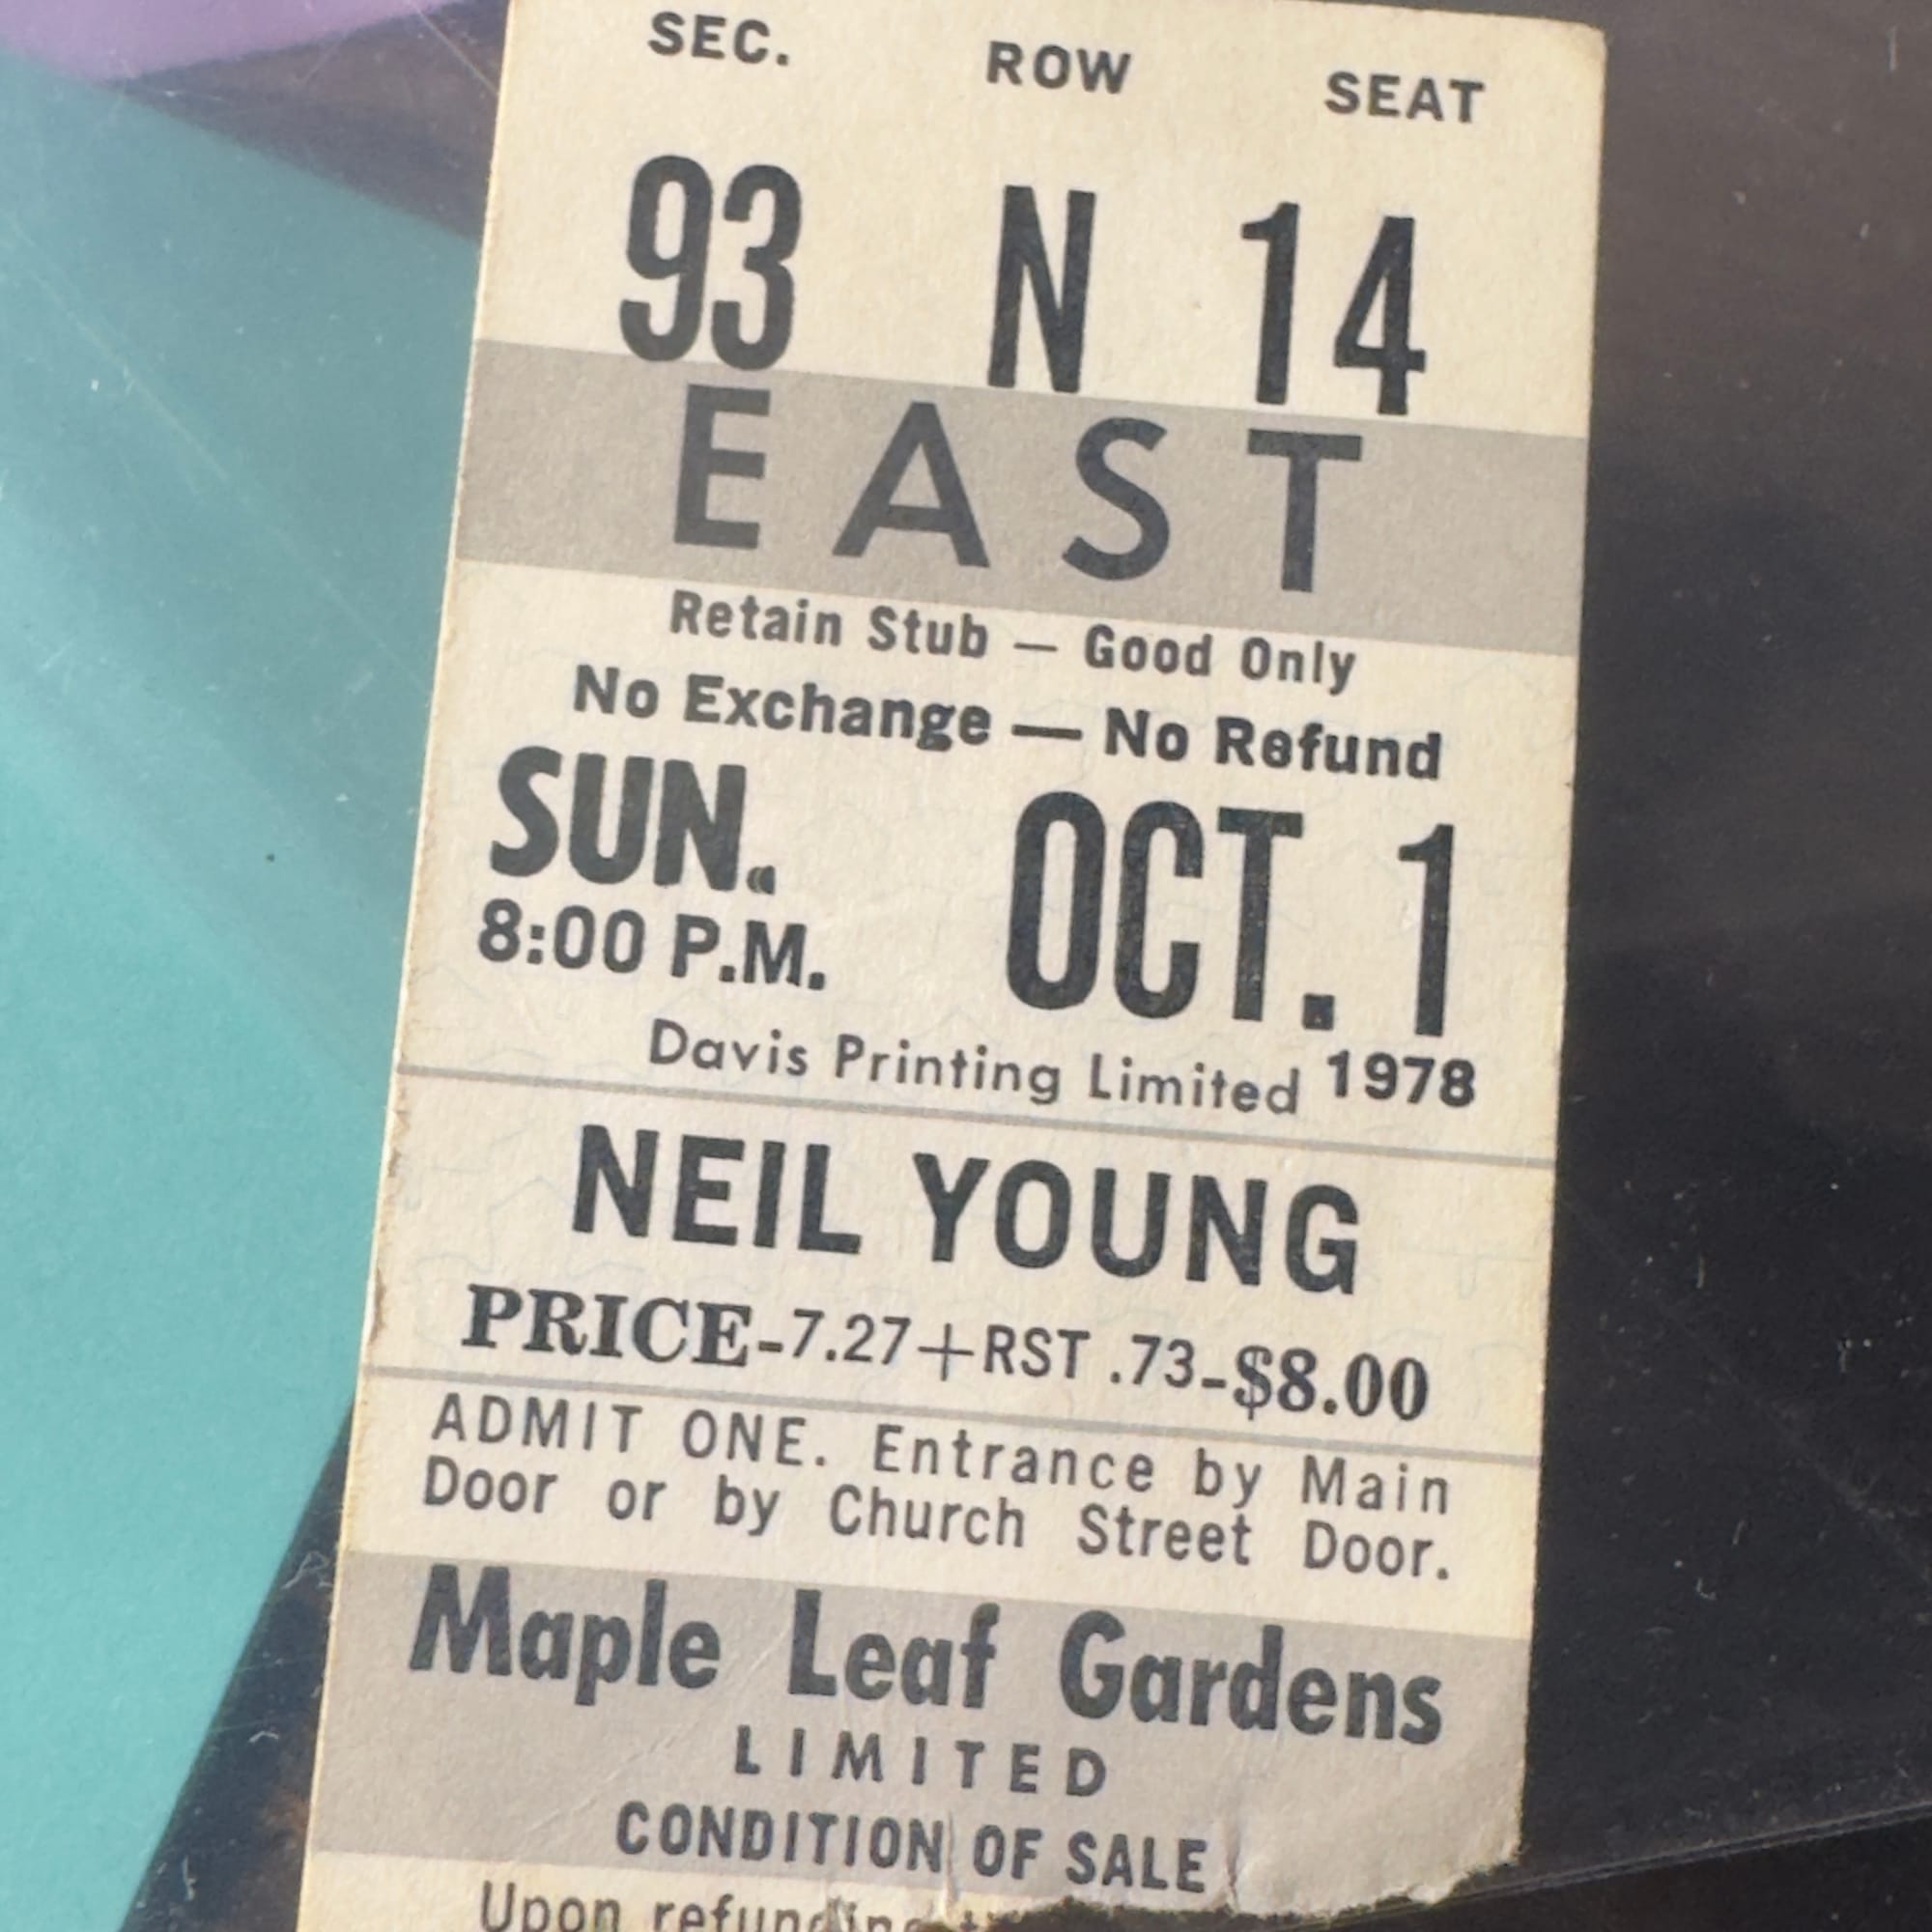 SEC. ROW SEAT
93 N 14
EAST
Retain Stub — Good Only
No Exchange — No Refund
SUN. OCT. 1
8:00 P.M.
Davis Printing Limited 1978
NEIL YOUNG
PRICE-7.27+RST .73-$8.00
ADMIT ONE. Entrance by Main
Door or by Church Street Door.
Maple Leaf Gardens
LIMITED
CONDITION OF SALE
Upon refunding